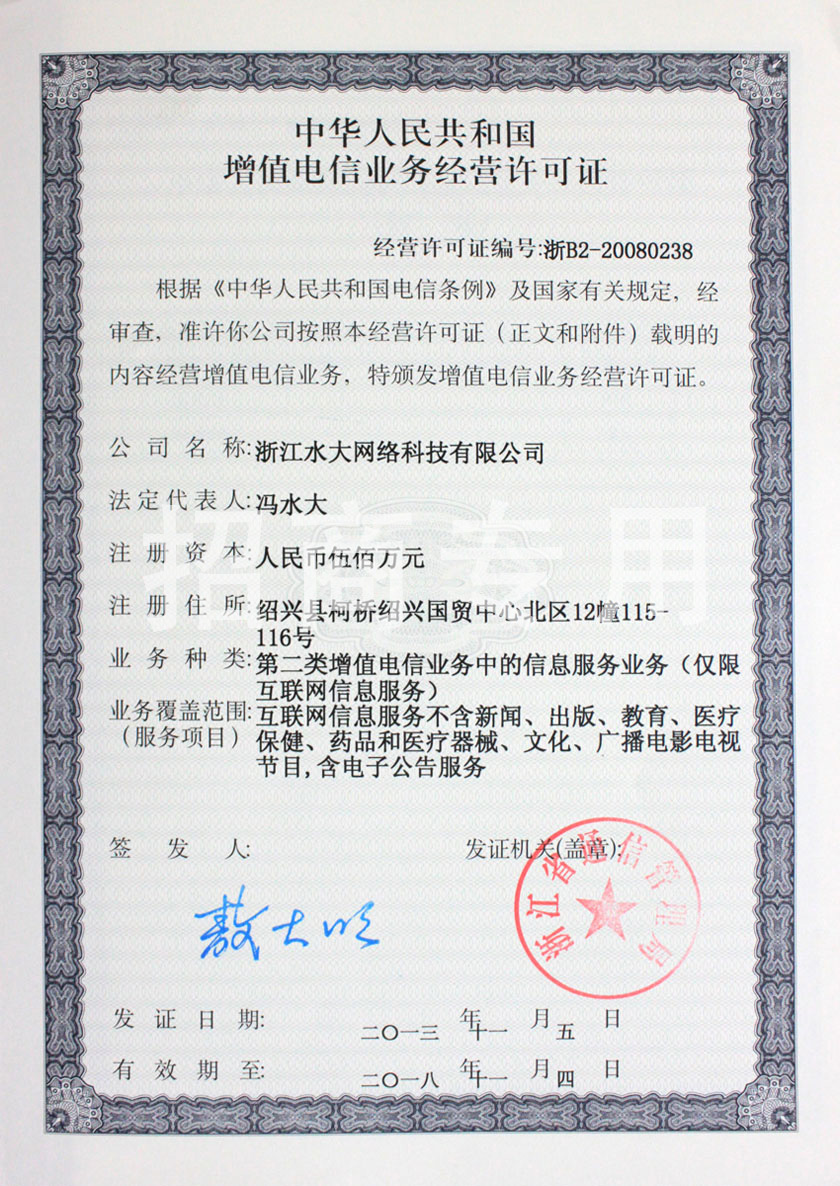 中华人民共和国
增值电信业务经营许可证
经营许可证编号:浙B2-20080238
根据《中华人民共和国电信条例》及国家有关规定，经
审查，准许你公司按照本经营许可证（正文和附件）载明的
内容经营增值电信业务，特颁发增值电信业务经营许可证。
公司名称:浙江水大网络科技有限公司
法定代表人:冯水大
注册资本:人民币伍佰万元
注册住所:绍兴县柯桥绍兴国贸中心北区12幢115-
116号
业务种类:第二类增值电信业务中的信息服务业务（仅限
互联网信息服务）
业务覆盖范围:互联网信息服务不含新闻、出版、教育、医疗
（服务项目）保健、药品和医疗器械、文化、广播电影电视
节目,含电子公告服务
招商专用
签发人:
发证机关(盖章):
浙江省通信管理局
发证日期: 二〇一三年十一月五日
有效期至: 二〇一八年十一月四日